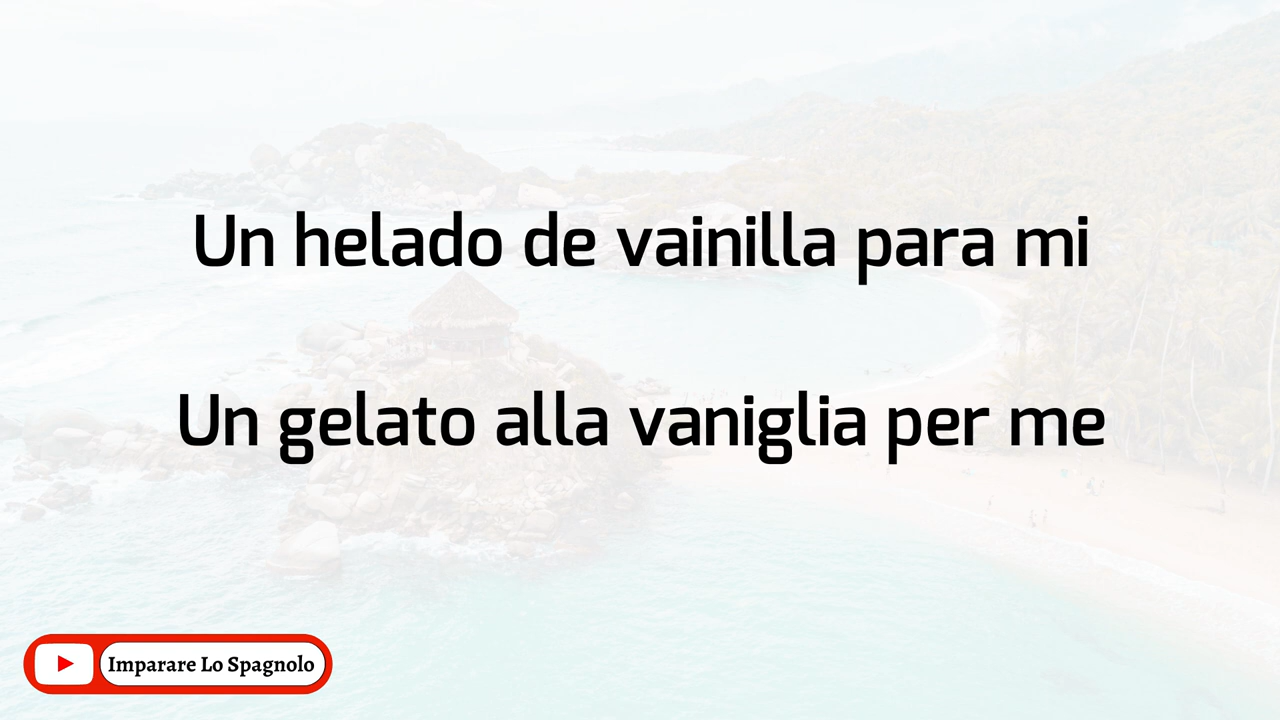 Un helado de vainilla para mi
Un gelato alla vaniglia per me
Imparare Lo Spagnolo